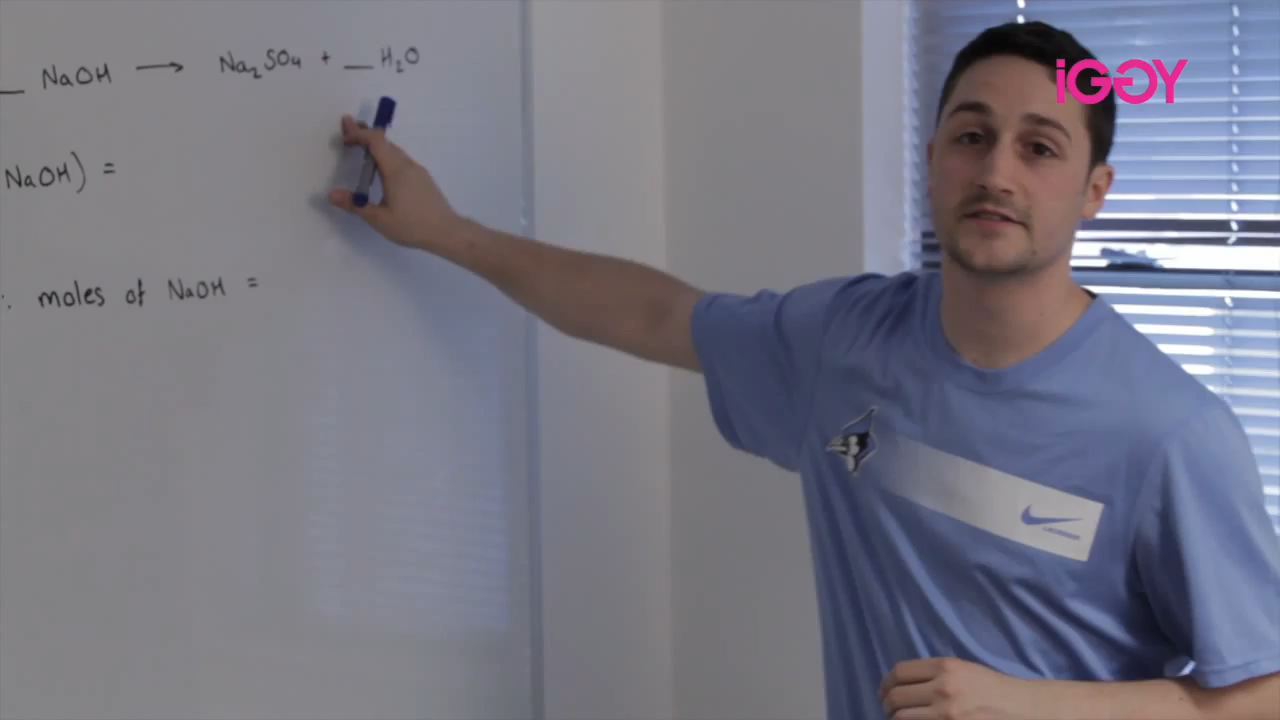 __ NaOH → Na₂SO₄ + __ H₂O
NaOH) =
∴ moles of NaOH =
iGGY